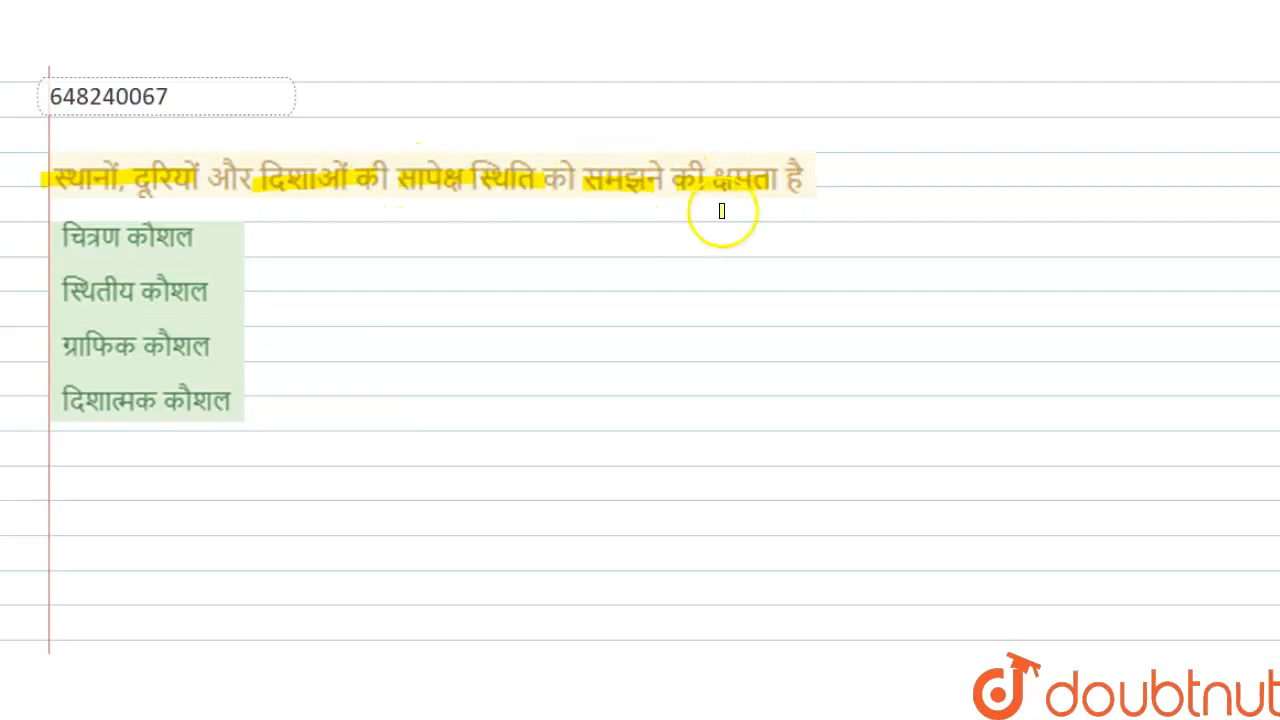 648240067
स्थानों, दूरियों और दिशाओं की सापेक्ष स्थिति को समझने की क्षमता है
चित्रण कौशल
स्थितीय कौशल
ग्राफिक कौशल
दिशात्मक कौशल
doubtnut